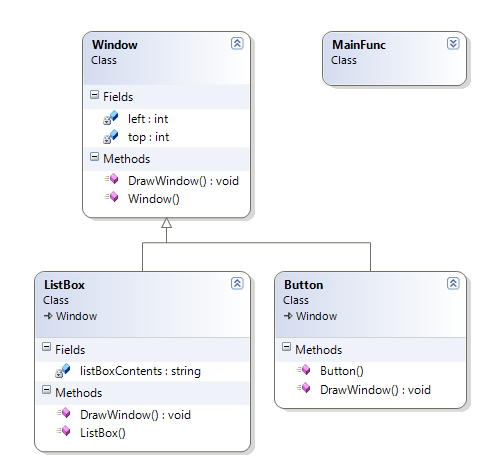 Window
Class
Fields
left : int
top : int
Methods
DrawWindow() : void
Window()
MainFunc
Class
ListBox
Class
Window
Fields
listBoxContents : string
Methods
DrawWindow() : void
ListBox()
Button
Class
Window
Methods
Button()
DrawWindow() : void